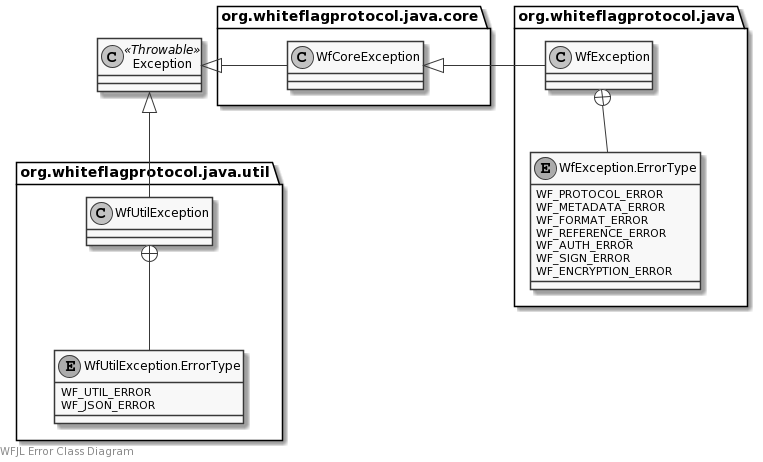 org.whiteflagprotocol.java.core
org.whiteflagprotocol.java
C
«Throwable»
Exception
C
WfCoreException
C
WfException
E
WfException.ErrorType
WF_PROTOCOL_ERROR
WF_METADATA_ERROR
WF_FORMAT_ERROR
WF_REFERENCE_ERROR
WF_AUTH_ERROR
WF_SIGN_ERROR
WF_ENCRYPTION_ERROR
org.whiteflagprotocol.java.util
C
WfUtilException
E
WfUtilException.ErrorType
WF_UTIL_ERROR
WF_JSON_ERROR
WFJL Error Class Diagram